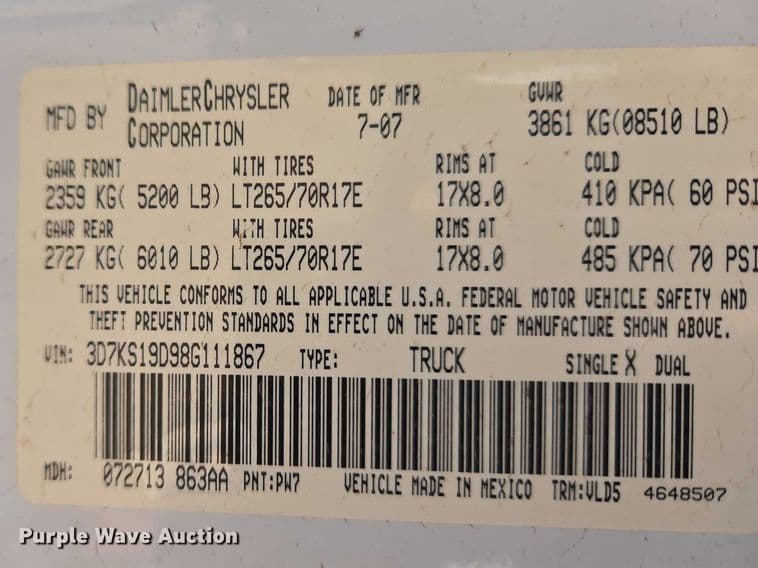 MFD BY DAIMLERCHRYSLER CORPORATION DATE OF MFR 7-07 GVWR 3861 KG(08510 LB)
GAWR FRONT WITH TIRES RIMS AT COLD
2359 KG( 5200 LB) LT265/70R17E 17X8.0 410 KPA( 60 PSI
GAWR REAR WITH TIRES RIMS AT COLD
2727 KG( 6010 LB) LT265/70R17E 17X8.0 485 KPA( 70 PSI
THIS VEHICLE CONFORMS TO ALL APPLICABLE U.S.A. FEDERAL MOTOR VEHICLE SAFETY AND
THEFT PREVENTION STANDARDS IN EFFECT ON THE DATE OF MANUFACTURE SHOWN ABOVE.
VIN: 3D7KS19D98G111867 TYPE: TRUCK SINGLE X DUAL
MDH: 072713 863AA PNT:PW7 VEHICLE MADE IN MEXICO TRM:VLD5 4648507
Purple Wave Auction